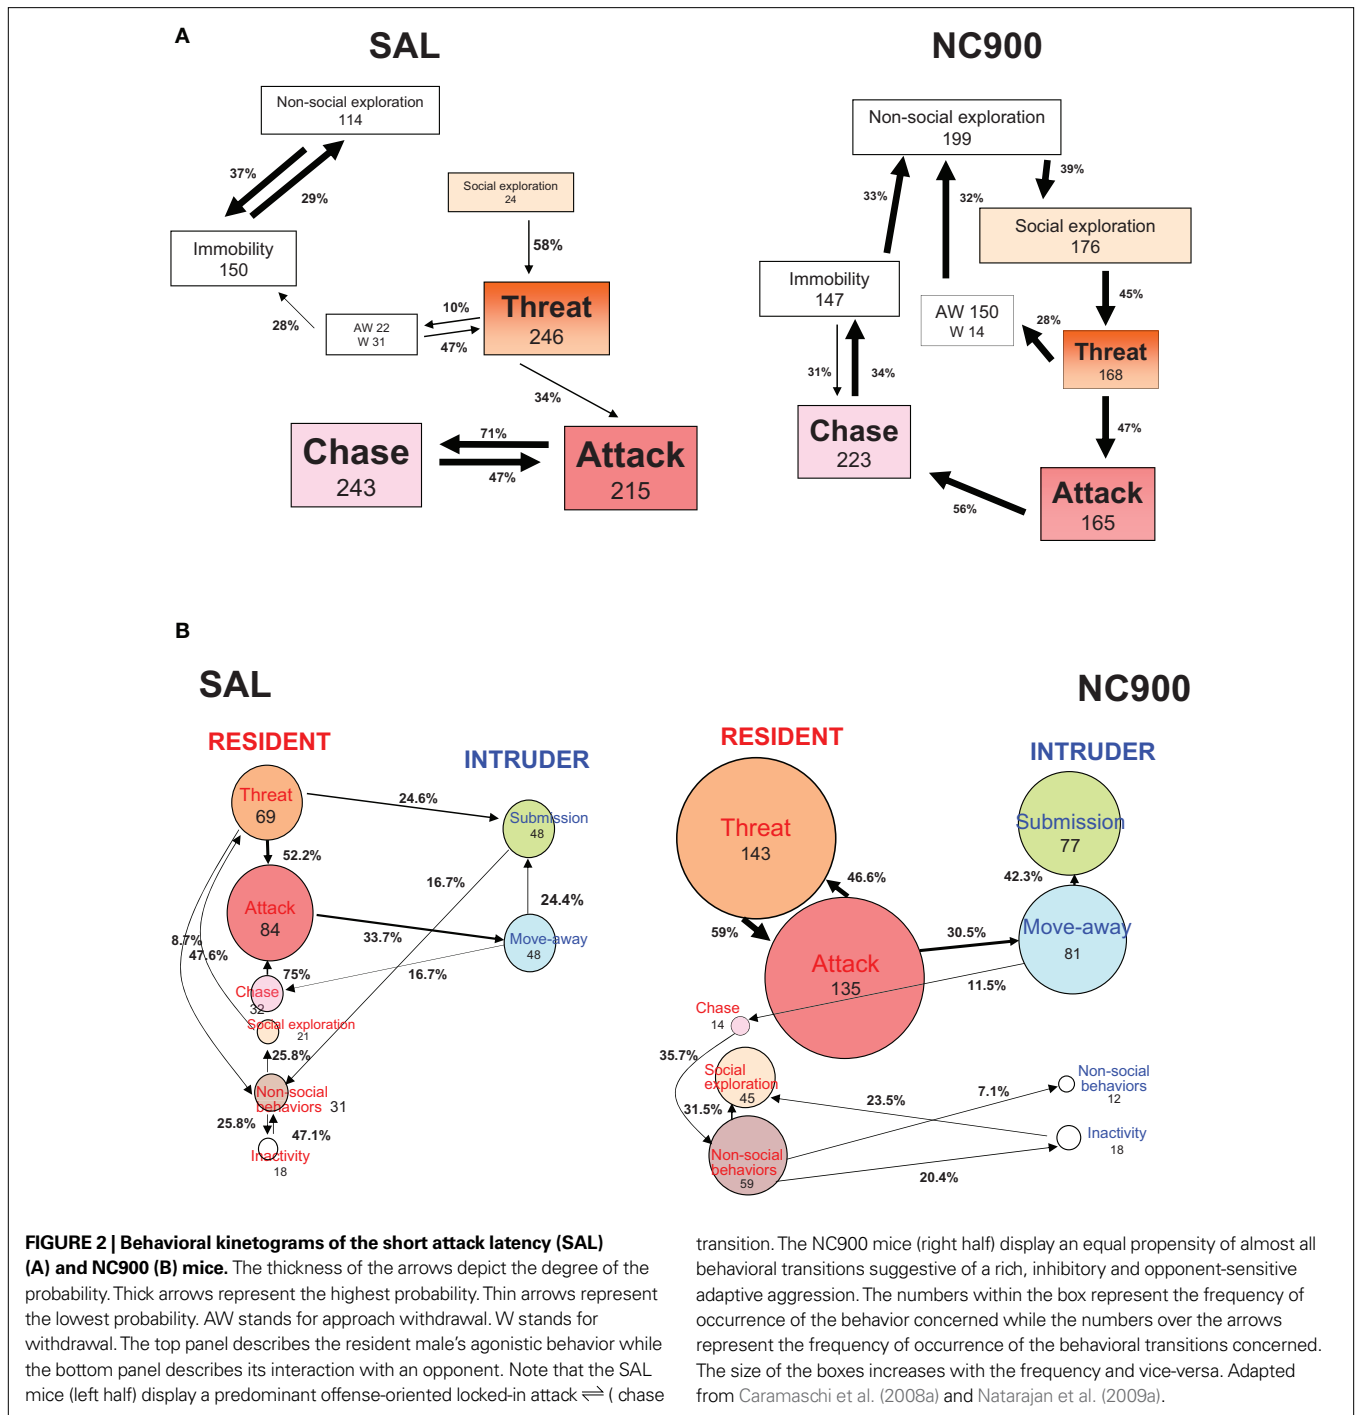 A
SAL
NC900
Non-social exploration
114
37%
29%
Social exploration
24
58%
Immobility
150
28%
AW 22
W 31
10%
47%
Threat
246
34%
Chase
243
71%
47%
Attack
215
Non-social exploration
199
33%
32%
39%
Social exploration
176
Immobility
147
AW 150
W 14
45%
28%
Threat
168
31%
34%
Chase
223
47%
56%
Attack
165
B
SAL
NC900
RESIDENT
INTRUDER
Threat
69
24.6%
Submission
48
52.2%
16.7%
Attack
84
24.4%
33.7%
Move-away
48
8.7%
47.6%
75%
16.7%
Chase
32
Social exploration
21
25.8%
Non-social
behaviors 31
25.8%
47.1%
Inactivity
18
RESIDENT
INTRUDER
Threat
143
Submission
77
46.6%
42.3%
59%
30.5%
Move-away
81
Attack
135
11.5%
Chase
14
35.7%
Social
exploration
45
31.5%
23.5%
7.1%
Non-social
behaviors
12
Inactivity
18
Non-social
behaviors
59
20.4%
FIGURE 2 | Behavioral kinetograms of the short attack latency (SAL)
(A) and NC900 (B) mice. The thickness of the arrows depict the degree of the
probability. Thick arrows represent the highest probability. Thin arrows represent
the lowest probability. AW stands for approach withdrawal. W stands for
withdrawal. The top panel describes the resident male's agonistic behavior while
the bottom panel describes its interaction with an opponent. Note that the SAL
mice (left half) display a predominant offense-oriented locked-in attack ⇌ ( chase
transition. The NC900 mice (right half) display an equal propensity of almost all
behavioral transitions suggestive of a rich, inhibitory and opponent-sensitive
adaptive aggression. The numbers within the box represent the frequency of
occurrence of the behavior concerned while the numbers over the arrows
represent the frequency of occurrence of the behavioral transitions concerned.
The size of the boxes increases with the frequency and vice-versa. Adapted
from Caramaschi et al. (2008a) and Natarajan et al. (2009a).